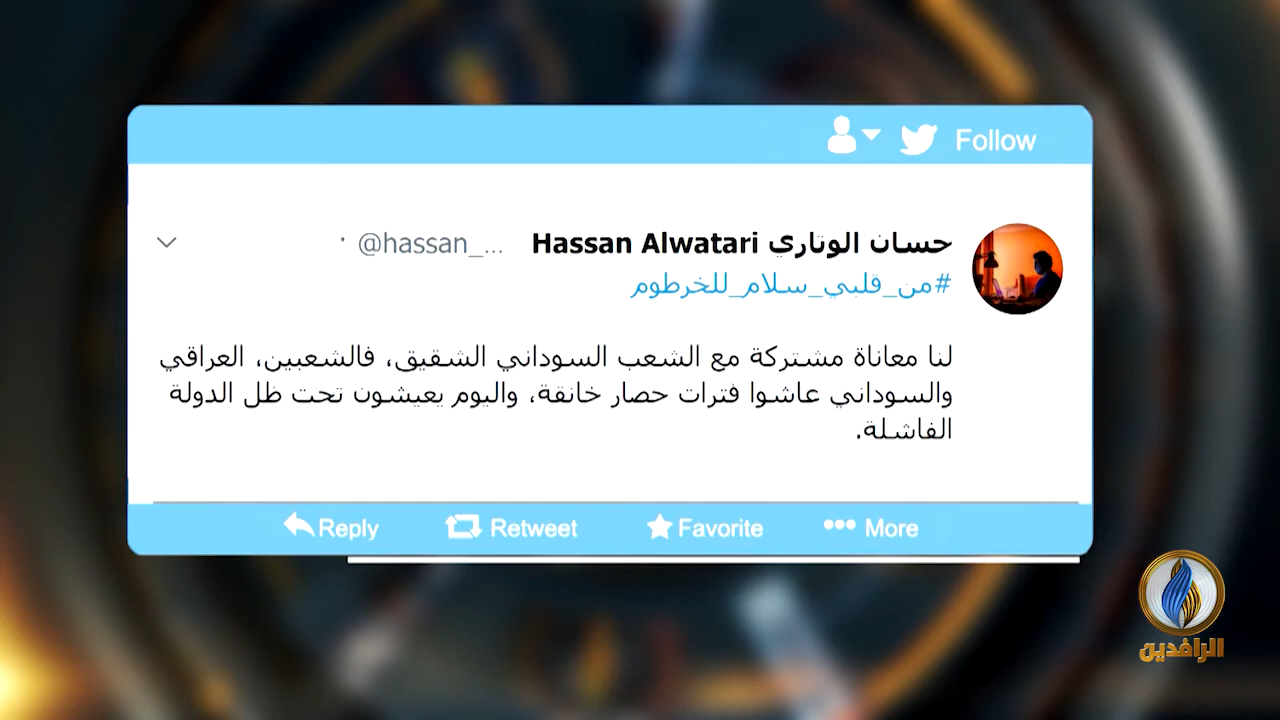 Follow
حسان الوتاري Hassan Alwatari @hassan_... ·
#من_قلبي_سلام_للخرطوم
لنا معاناة مشتركة مع الشعب السوداني الشقيق، فالشعبين، العراقي
والسوداني عاشوا فترات حصار خانقة، واليوم يعيشون تحت ظل الدولة
الفاشلة.
Reply Retweet Favorite More
الرافدين